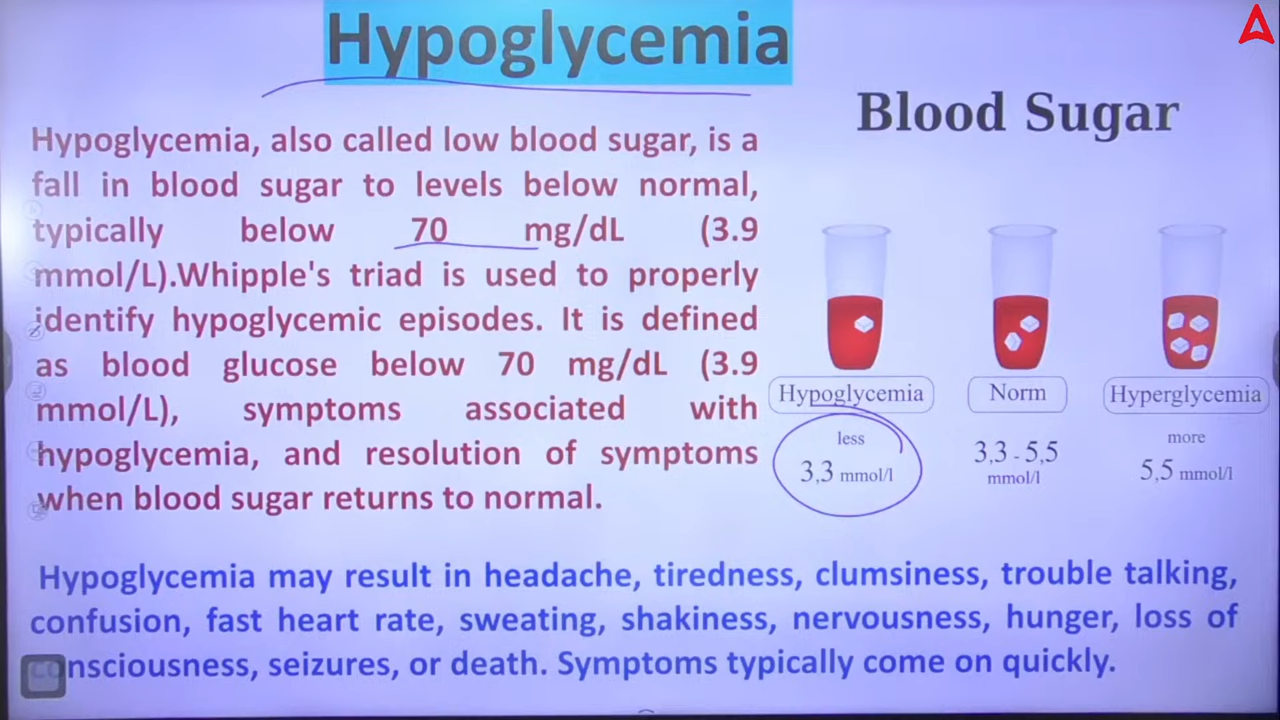 Hypoglycemia
Blood Sugar
Hypoglycemia, also called low blood sugar, is a
fall in blood sugar to levels below normal,
typically below 70 mg/dL (3.9
mmol/L).Whipple's triad is used to properly
identify hypoglycemic episodes. It is defined
as blood glucose below 70 mg/dL (3.9
mmol/L), symptoms associated with
hypoglycemia, and resolution of symptoms
when blood sugar returns to normal.
Hypoglycemia
less
3,3 mmol/l
Norm
3,3 - 5,5
mmol/l
Hyperglycemia
more
5,5 mmol/l
Hypoglycemia may result in headache, tiredness, clumsiness, trouble talking,
confusion, fast heart rate, sweating, shakiness, nervousness, hunger, loss of
consciousness, seizures, or death. Symptoms typically come on quickly.